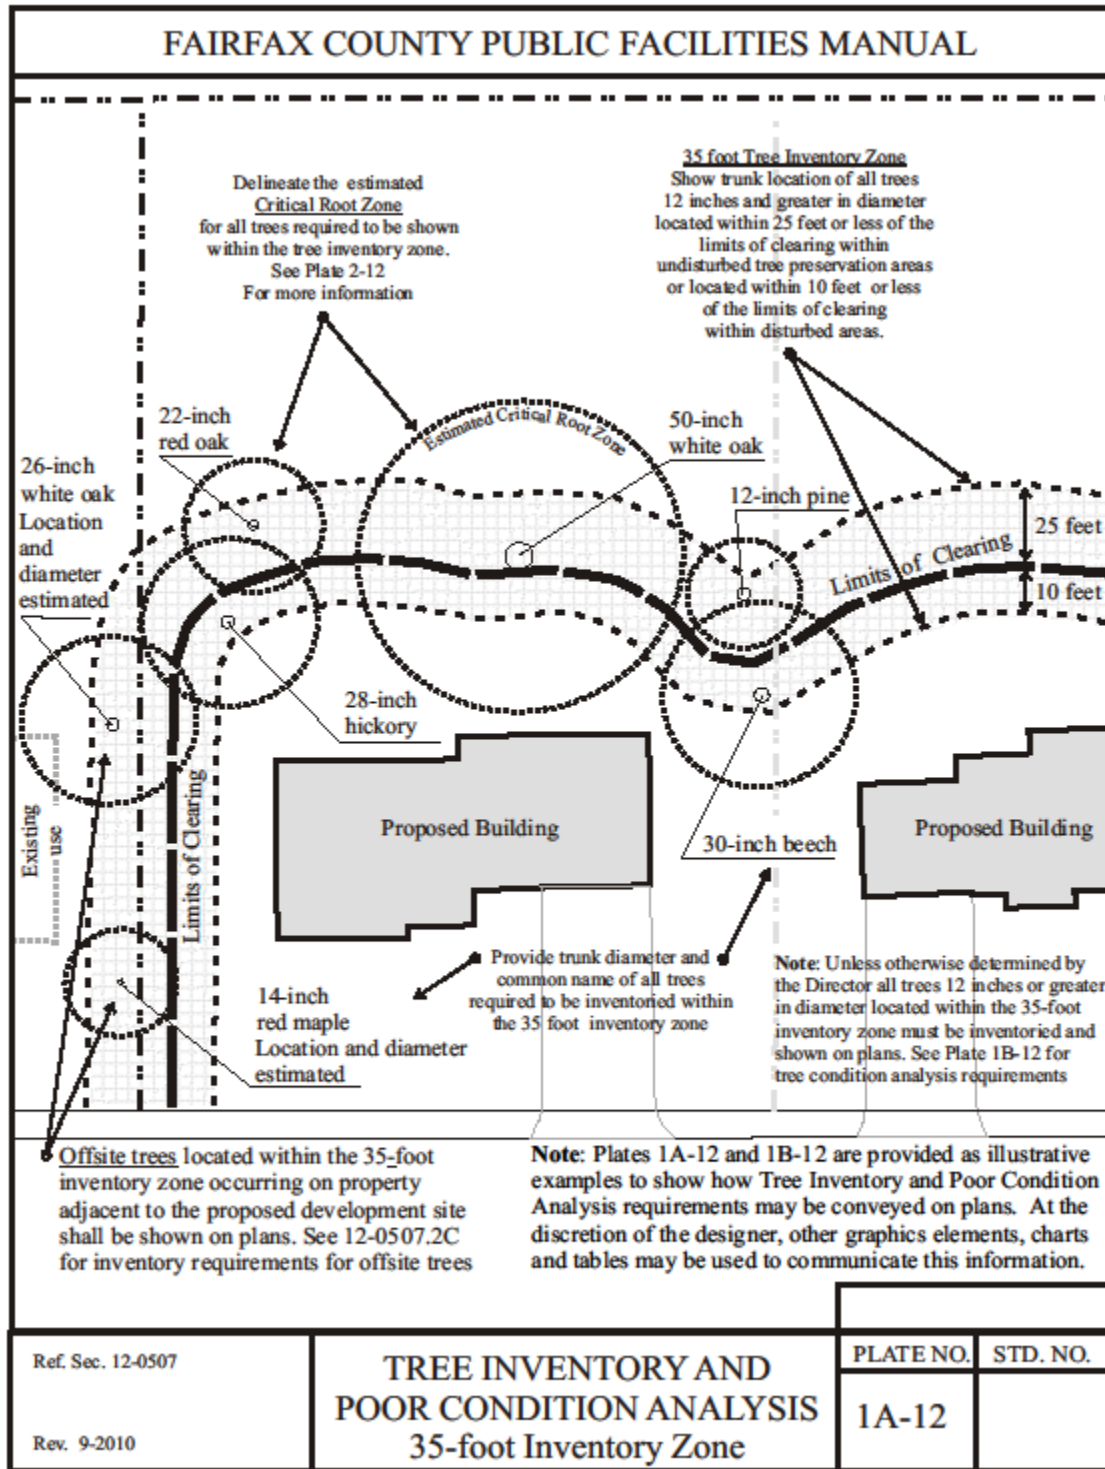 FAIRFAX COUNTY PUBLIC FACILITIES MANUAL
Delineate the estimated
Critical Root Zone
for all trees required to be shown
within the tree inventory zone.
See Plate 2-12
For more information
35 foot Tree Inventory Zone
Show trunk location of all trees
12 inches and greater in diameter
located within 25 feet or less of the
limits of clearing within
undisturbed tree preservation areas
or located within 10 feet or less
of the limits of clearing
within disturbed areas.
22-inch
red oak
Estimated Critical Root Zone
50-inch
white oak
26-inch
white oak
Location
and
diameter
estimated
12-inch pine
Limits of Clearing
25 feet
10 feet
28-inch
hickory
Limits of Clearing
Existing
use
Proposed Building
Proposed Building
30-inch beech
Provide trunk diameter and
common name of all trees
required to be inventoried within
the 35 foot inventory zone
14-inch
red maple
Location and diameter
estimated
Note: Unless otherwise determined by
the Director all trees 12 inches or greater
in diameter located within the 35-foot
inventory zone must be inventoried and
shown on plans. See Plate 1B-12 for
tree condition analysis requirements
Offsite trees located within the 35-foot
inventory zone occurring on property
adjacent to the proposed development site
shall be shown on plans. See 12-0507.2C
for inventory requirements for offsite trees
Note: Plates 1A-12 and 1B-12 are provided as illustrative
examples to show how Tree Inventory and Poor Condition
Analysis requirements may be conveyed on plans. At the
discretion of the designer, other graphics elements, charts
and tables may be used to communicate this information.
Ref. Sec. 12-0507
Rev. 9-2010
TREE INVENTORY AND
POOR CONDITION ANALYSIS
35-foot Inventory Zone
PLATE NO.
STD. NO.
1A-12